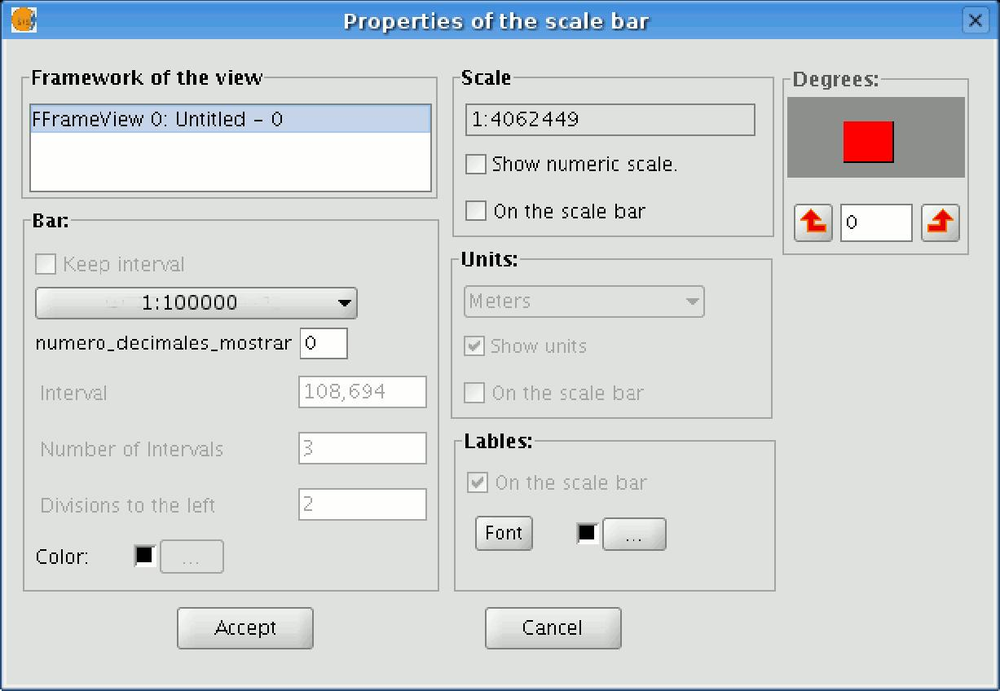 Properties of the scale bar
Framework of the view
FFrameView 0: Untitled – 0
Scale
1:4062449
Show numeric scale.
On the scale bar
Degrees:
0
Bar:
Keep interval
1:100000
numero_decimales_mostrar 0
Interval 108,694
Number of Intervals 3
Divisions to the left 2
Color: ...
Units:
Meters
Show units
On the scale bar
Lables:
On the scale bar
Font ...
Accept Cancel